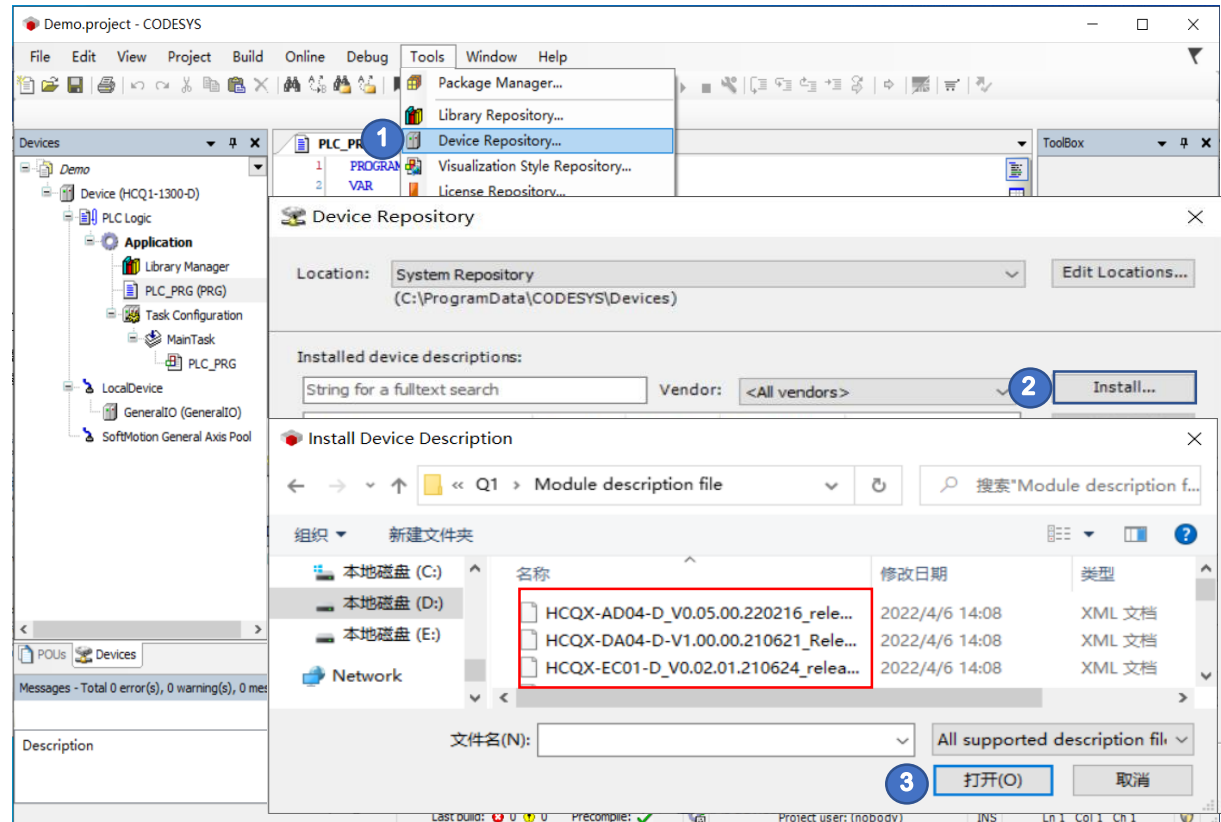 Demo.project - CODESYS
File Edit View Project Build Online Debug Tools Window Help
Package Manager...
Library Repository...
1 Device Repository...
Visualization Style Repository...
License Repository...
Devices
Demo
Device (HCQ1-1300-D)
PLC Logic
Application
Library Manager
PLC_PRG (PRG)
Task Configuration
MainTask
PLC_PRG
LocalDevice
GeneralIO (GeneralIO)
SoftMotion General Axis Pool
POUs Devices
Messages - Total 0 error(s), 0 warning(s), 0 mes
Description
PLC_PR
1 PROGRAM
2 VAR
ToolBox
Device Repository
Location: System Repository Edit Locations...
(C:\ProgramData\CODESYS\Devices)
Installed device descriptions:
String for a fulltext search Vendor: <All vendors> 2 Install...
Install Device Description
« Q1 › Module description file 搜索"Module description f...
组织 新建文件夹
本地磁盘 (C:)
本地磁盘 (D:)
本地磁盘 (E:)
Network
名称 修改日期 类型
HCQX-AD04-D_V0.05.00.220216_rele... 2022/4/6 14:08 XML 文档
HCQX-DA04-D-V1.00.00.210621_Rele... 2022/4/6 14:08 XML 文档
HCQX-EC01-D_V0.02.01.210624_relea... 2022/4/6 14:08 XML 文档
文件名(N): All supported description file
3 打开(O) 取消
Last build: 0 0 Precompile: Project user: (nobody) INS Ln 1 Col 1 Ch 1